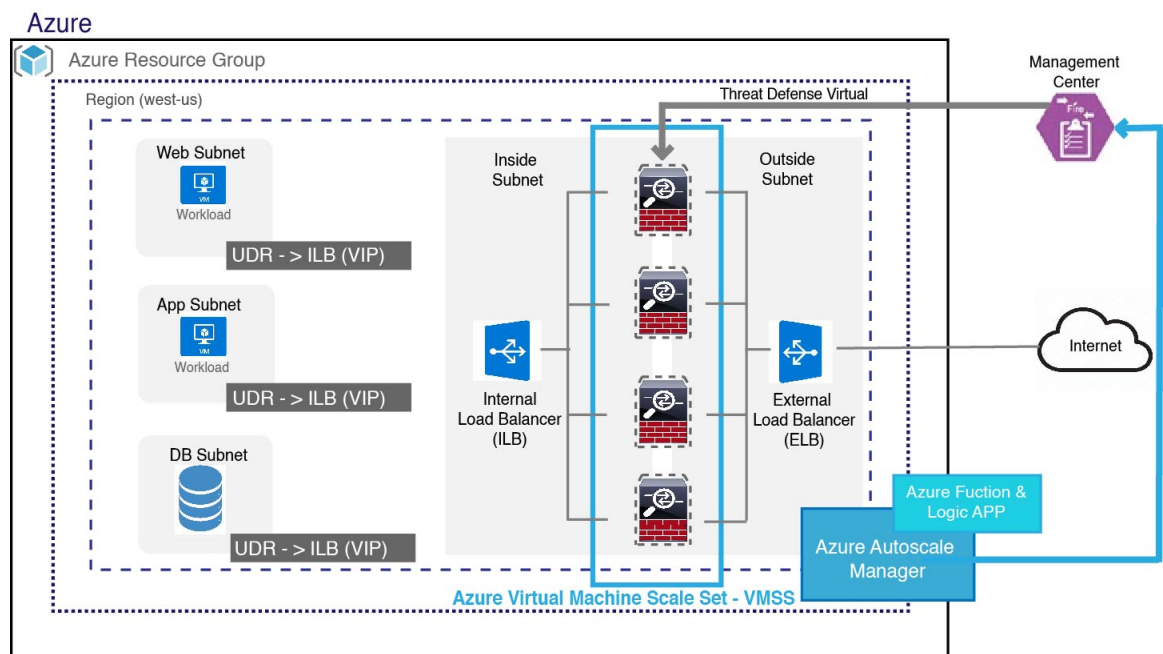 Azure
Azure Resource Group
Region (west-us)
Threat Defense Virtual
Management
Center
Fire
Web Subnet
VM
Workload
UDR - > ILB (VIP)
App Subnet
VM
Workload
UDR - > ILB (VIP)
DB Subnet
UDR - > ILB (VIP)
Inside
Subnet
Outside
Subnet
Internal
Load Balancer
(ILB)
External
Load Balancer
(ELB)
Internet
Azure Fuction &
Logic APP
Azure Autoscale
Manager
Azure Virtual Machine Scale Set - VMSS